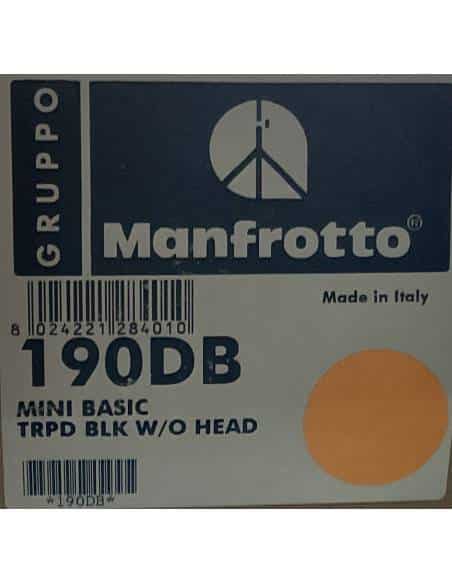 GRUPPO
Manfrotto®
Made in Italy
8 024221 284010
190DB
MINI BASIC
TRPD BLK W/O HEAD
*190DB*